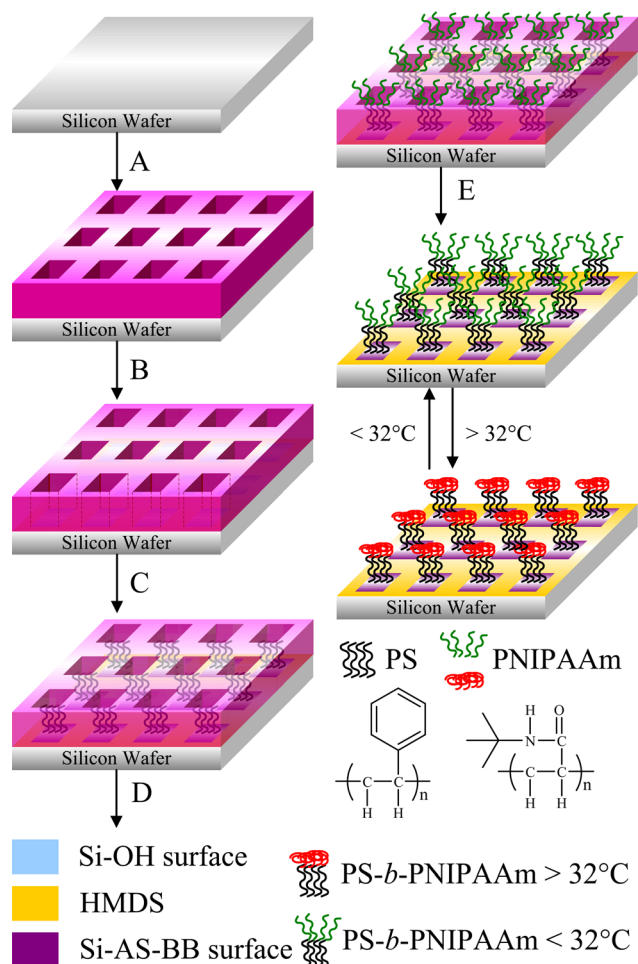 Silicon Wafer
A
Silicon Wafer
B
Silicon Wafer
C
Silicon Wafer
D
Si-OH surface
HMDS
Si-AS-BB surface
Silicon Wafer
E
Silicon Wafer
< 32°C > 32°C
Silicon Wafer
PS PNIPAAm
C C n
H H
H O
N C
C C n
H H
PS-b-PNIPAAm > 32°C
PS-b-PNIPAAm < 32°C